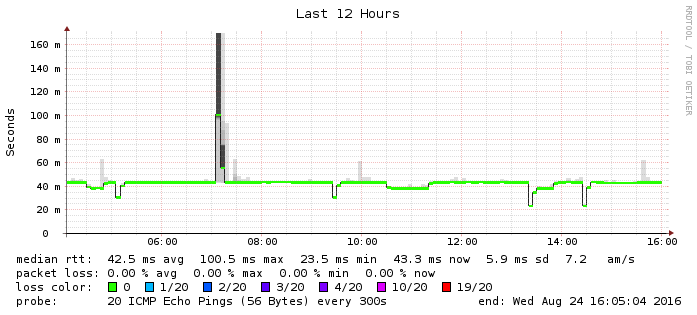 Last 12 Hours
RRDTOOL / TOBI OETIKER
Seconds
160 m
140 m
120 m
100 m
80 m
60 m
40 m
20 m
0
06:00 08:00 10:00 12:00 14:00 16:00
median rtt: 42.5 ms avg 100.5 ms max 23.5 ms min 43.3 ms now 5.9 ms sd 7.2 am/s
packet loss: 0.00 % avg 0.00 % max 0.00 % min 0.00 % now
loss color: 0 1/20 2/20 3/20 4/20 10/20 19/20
probe: 20 ICMP Echo Pings (56 Bytes) every 300s end: Wed Aug 24 16:05:04 2016